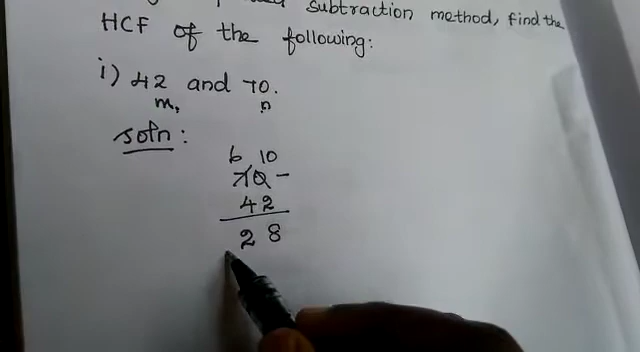 subtraction method, find the
HCF of the following:
i) 42 and 70.
m, n
soln:
6 10
70 -
42
28